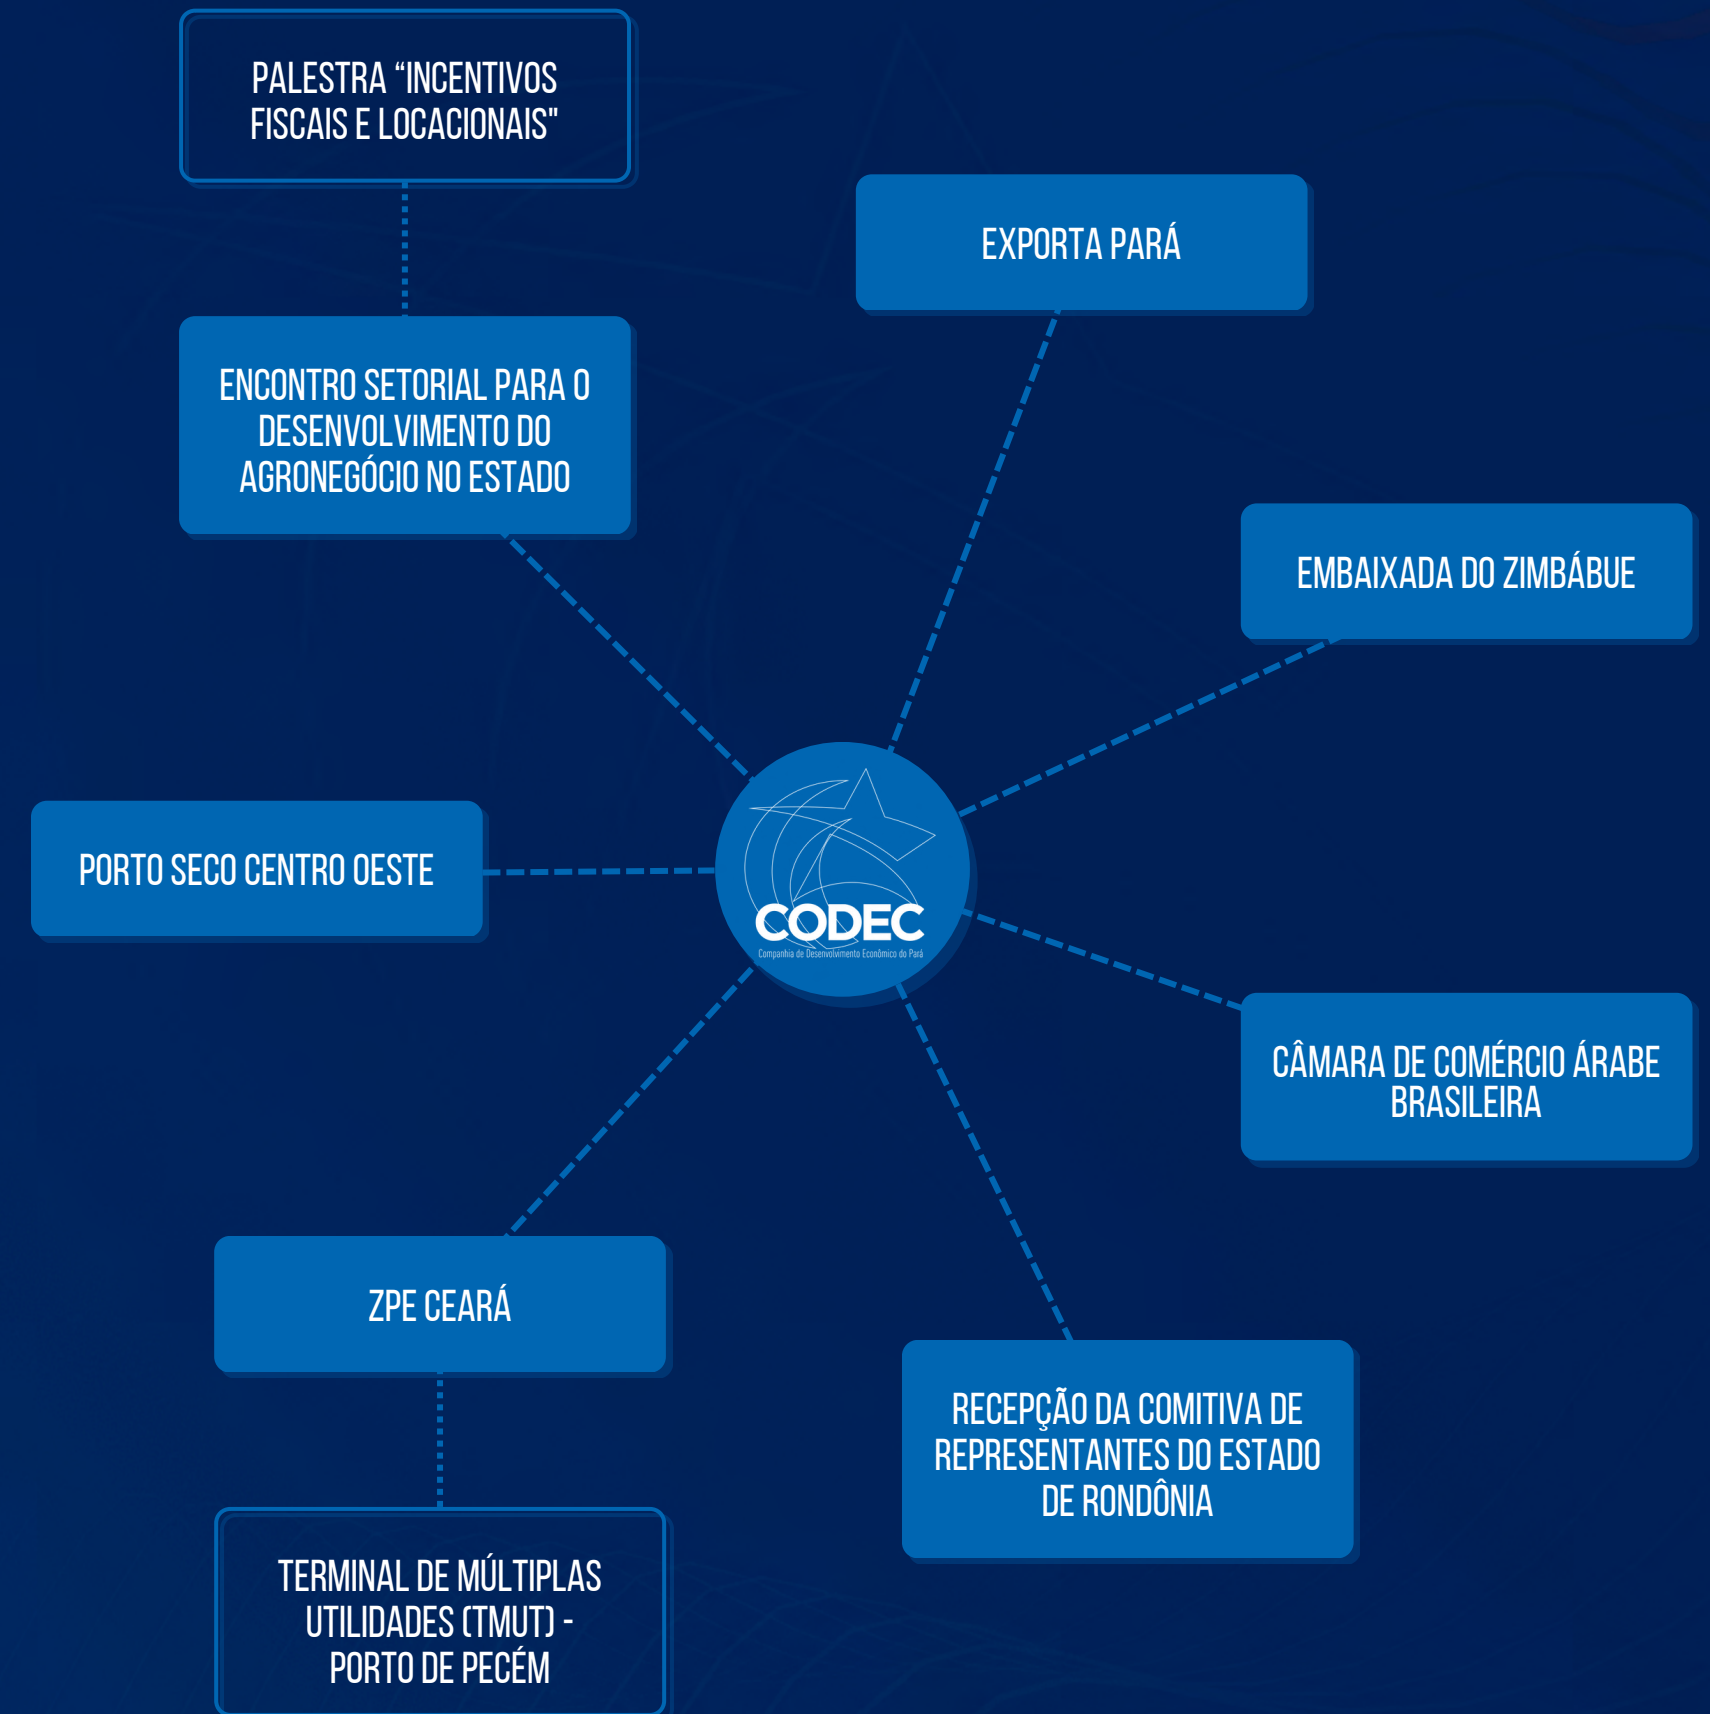 PALESTRA “INCENTIVOS
FISCAIS E LOCACIONAIS"
EXPORTA PARÁ
ENCONTRO SETORIAL PARA O
DESENVOLVIMENTO DO
AGRONEGÓCIO NO ESTADO
EMBAIXADA DO ZIMBÁBUE
PORTO SECO CENTRO OESTE
CODEC
Companhia de Desenvolvimento Econômico do Pará
CÂMARA DE COMÉRCIO ÁRABE
BRASILEIRA
ZPE CEARÁ
RECEPÇÃO DA COMITIVA DE
REPRESENTANTES DO ESTADO
DE RONDÔNIA
TERMINAL DE MÚLTIPLAS
UTILIDADES (TMUT) -
PORTO DE PECÉM